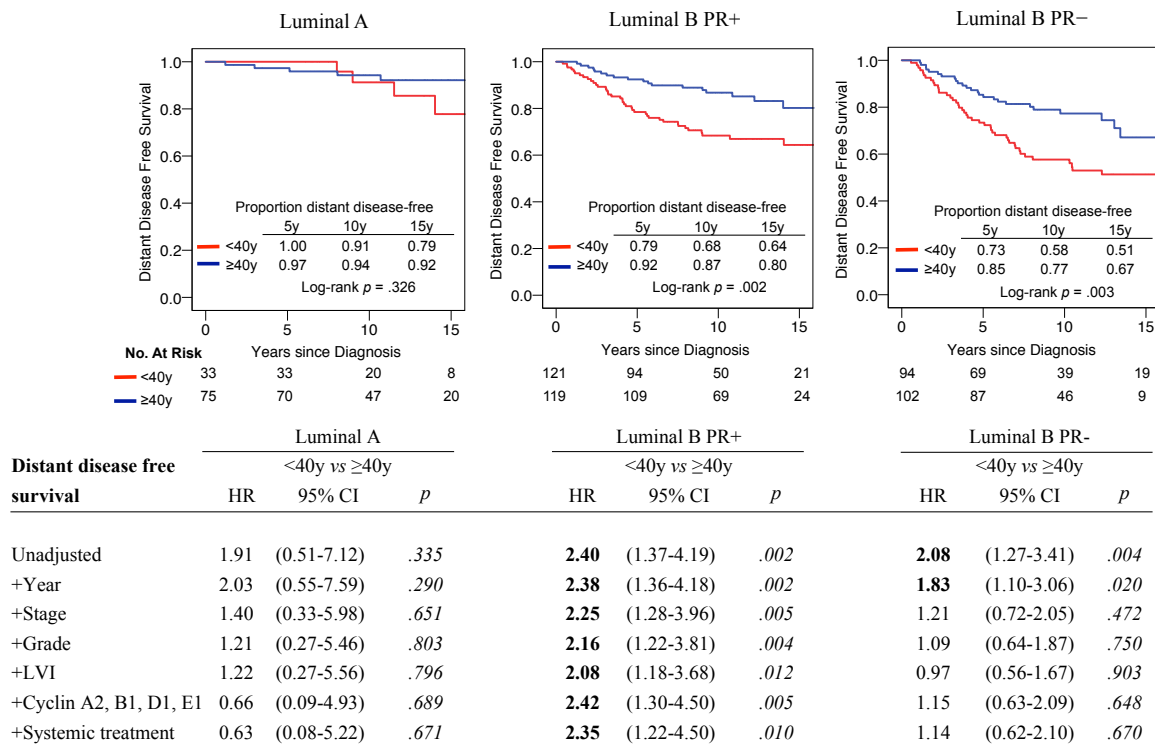 Luminal A
Luminal B PR+
Luminal B PR−
Distant Disease Free Survival
1.0
0.8
0.6
0.4
0.2
0.0
Proportion distant disease-free
5y 10y 15y
<40y 1.00 0.91 0.79
≥40y 0.97 0.94 0.92
Log-rank p = .326
0 5 10 15
Years since Diagnosis
Distant Disease Free Survival
1.0
0.8
0.6
0.4
0.2
0.0
Proportion distant disease-free
5y 10y 15y
<40y 0.79 0.68 0.64
≥40y 0.92 0.87 0.80
Log-rank p = .002
0 5 10 15
Years since Diagnosis
Distant Disease Free Survival
1.0
0.8
0.6
0.4
0.2
0.0
Proportion distant disease-free
5y 10y 15y
<40y 0.73 0.58 0.51
≥40y 0.85 0.77 0.67
Log-rank p = .003
0 5 10 15
Years since Diagnosis
No. At Risk
<40y 33 33 20 8 121 94 50 21 94 69 39 19
≥40y 75 70 47 20 119 109 69 24 102 87 46 9
Luminal A Luminal B PR+ Luminal B PR-
Distant disease free <40y vs ≥40y <40y vs ≥40y <40y vs ≥40y
survival HR 95% CI p HR 95% CI p HR 95% CI p
Unadjusted 1.91 (0.51-7.12) .335 2.40 (1.37-4.19) .002 2.08 (1.27-3.41) .004
+Year 2.03 (0.55-7.59) .290 2.38 (1.36-4.18) .002 1.83 (1.10-3.06) .020
+Stage 1.40 (0.33-5.98) .651 2.25 (1.28-3.96) .005 1.21 (0.72-2.05) .472
+Grade 1.21 (0.27-5.46) .803 2.16 (1.22-3.81) .004 1.09 (0.64-1.87) .750
+LVI 1.22 (0.27-5.56) .796 2.08 (1.18-3.68) .012 0.97 (0.56-1.67) .903
+Cyclin A2, B1, D1, E1 0.66 (0.09-4.93) .689 2.42 (1.30-4.50) .005 1.15 (0.63-2.09) .648
+Systemic treatment 0.63 (0.08-5.22) .671 2.35 (1.22-4.50) .010 1.14 (0.62-2.10) .670